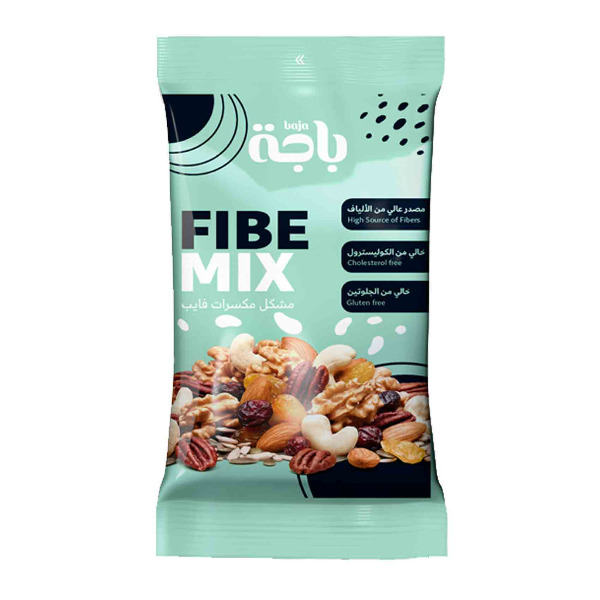 baja
باجة
مصدر عالي من الألياف
High Source of Fibers
خالي من الكوليسترول
Cholesterol free
خالي من الجلوتين
Gluten free
FIBE
MIX
مشكل مكسرات فايب